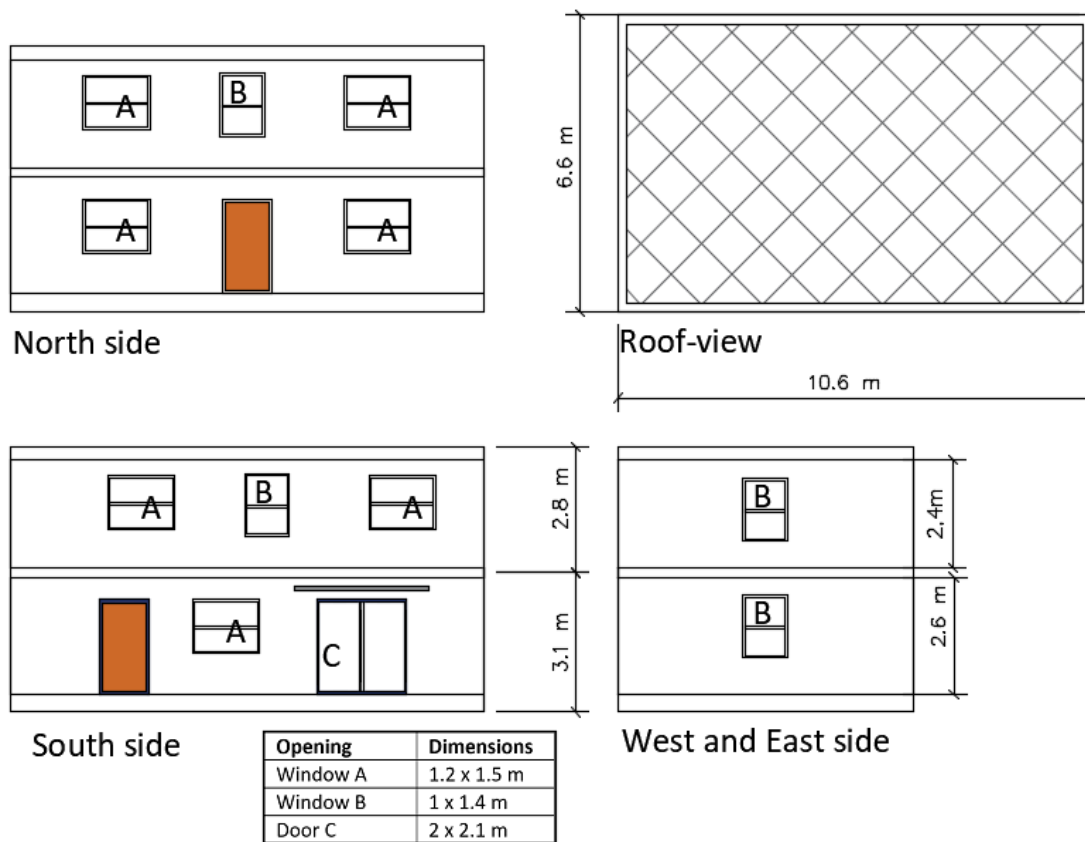 A
B
A
A
A
North side
6.6 m
Roof-view
10.6 m
A
B
A
A
C
2.8 m
3.1 m
South side
B
B
2.4m
2.6 m
West and East side
Opening Dimensions
Window A 1.2 x 1.5 m
Window B 1 x 1.4 m
Door C 2 x 2.1 m